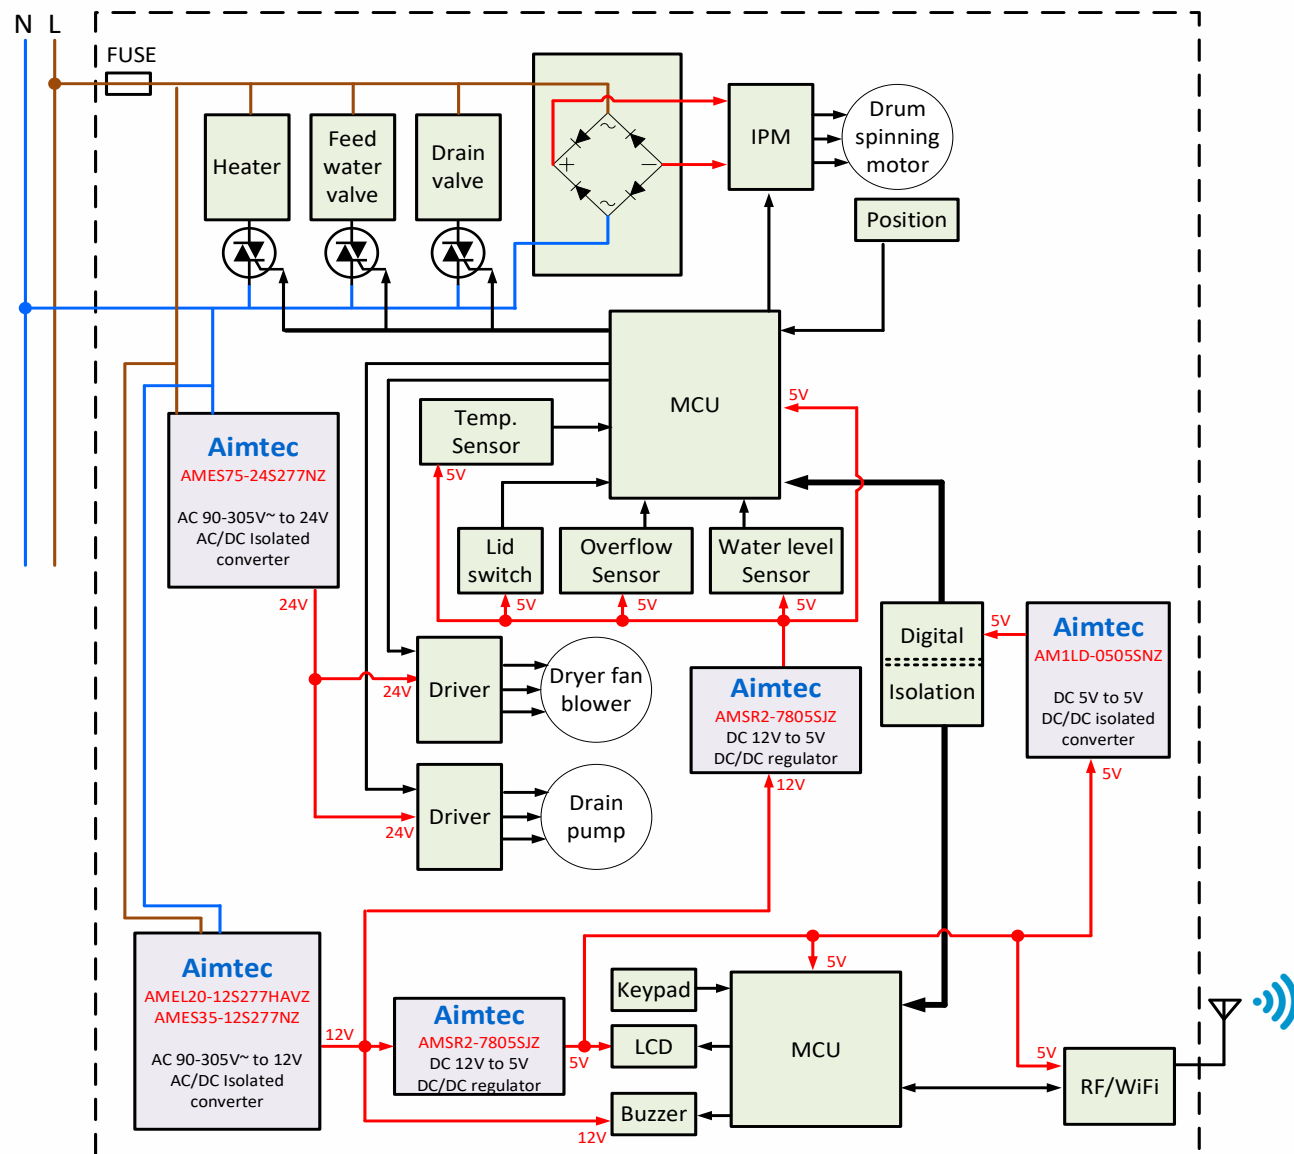 N L
FUSE
Heater
Feed
water
valve
Drain
valve
~
+
−
~
IPM
Drum
spinning
motor
Position
MCU
5V
Temp.
Sensor
5V
Lid
switch
5V
Overflow
Sensor
5V
Water level
Sensor
5V
Aimtec
AMES75-24S277NZ
AC 90-305V~ to 24V
AC/DC Isolated
converter
24V
24V
Driver
Dryer fan
blower
24V
Driver
Drain
pump
Aimtec
AMSR2-7805SJZ
DC 12V to 5V
DC/DC regulator
12V
Digital
Isolation
5V
Aimtec
AM1LD-0505SNZ
DC 5V to 5V
DC/DC isolated
converter
5V
Aimtec
AMEL20-12S277HAVZ
AMES35-12S277NZ
AC 90-305V~ to 12V
AC/DC Isolated
converter
12V
Aimtec
AMSR2-7805SJZ
DC 12V to 5V
DC/DC regulator
5V
12V
Keypad
LCD
Buzzer
5V
MCU
5V
RF/WiFi